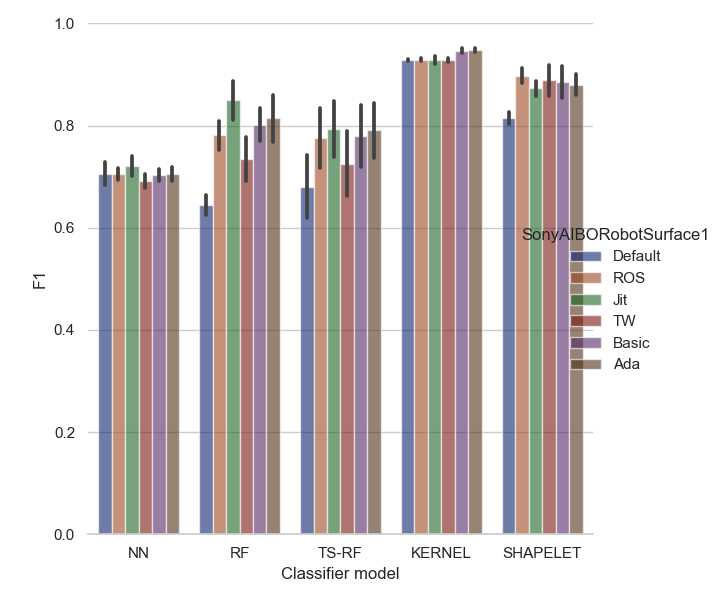 1.0
0.8
0.6
0.4
0.2
0.0
F1
NN RF TS-RF KERNEL SHAPELET
Classifier model
SonyAIBORobotSurface1
Default
ROS
Jit
TW
Basic
Ada